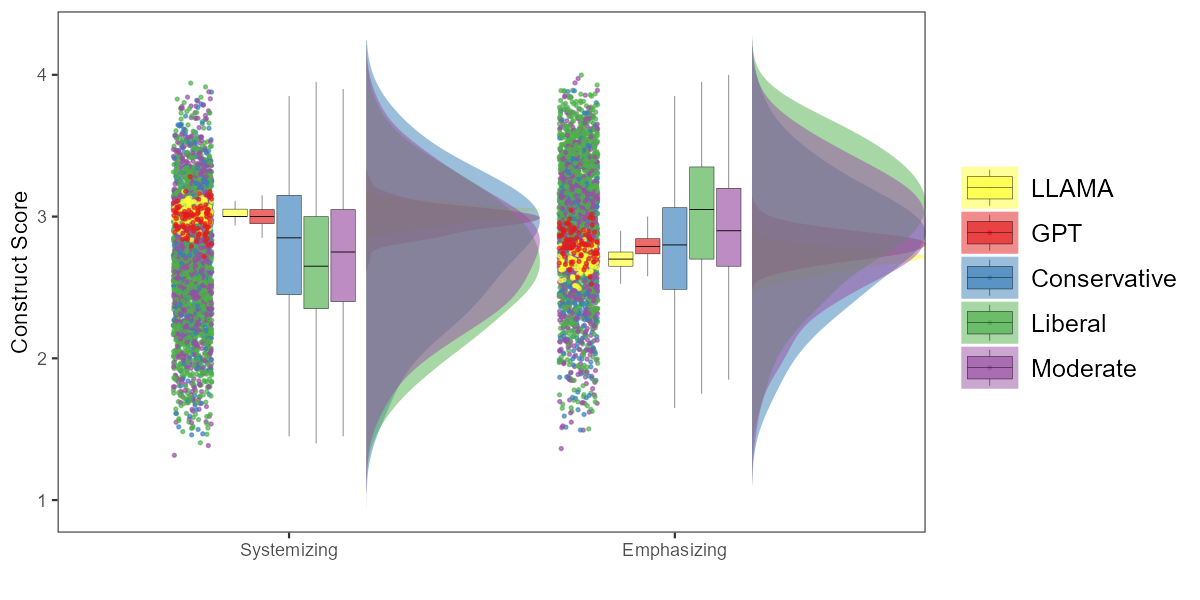 Construct Score
4
3
2
1
Systemizing
Emphasizing
LLAMA
GPT
Conservative
Liberal
Moderate